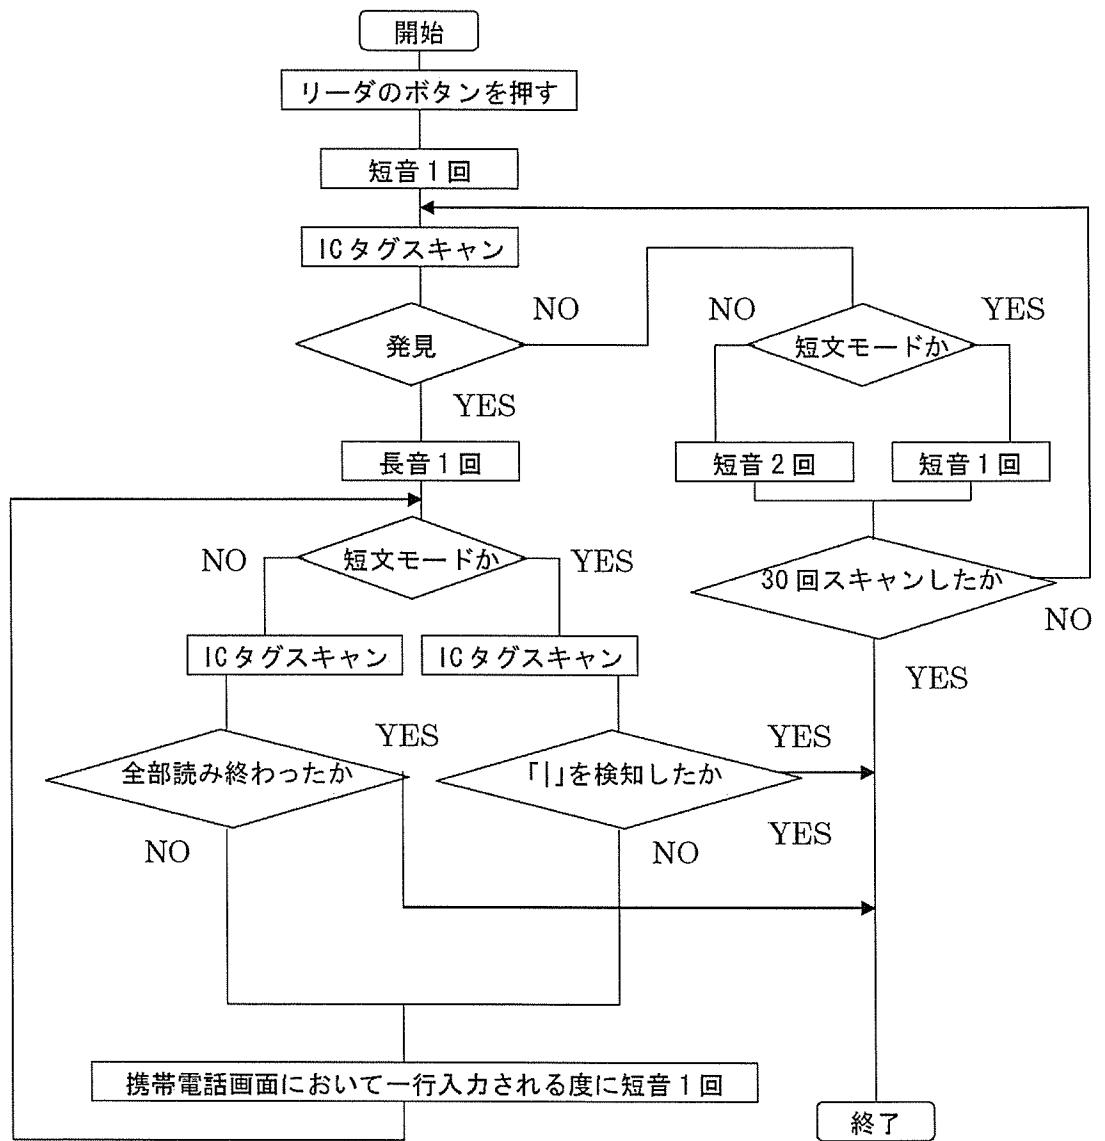 開始
リーダのボタンを押す
短音1回
ICタグスキャン
発見
NO
YES
短文モードか
NO
YES
短音2回
短音1回
長音1回
短文モードか
NO
YES
30回スキャンしたか
NO
YES
ICタグスキャン
ICタグスキャン
全部読み終わったか
YES
NO
「|」を検知したか
YES
YES
NO
携帯電話画面において一行入力される度に短音1回
終了